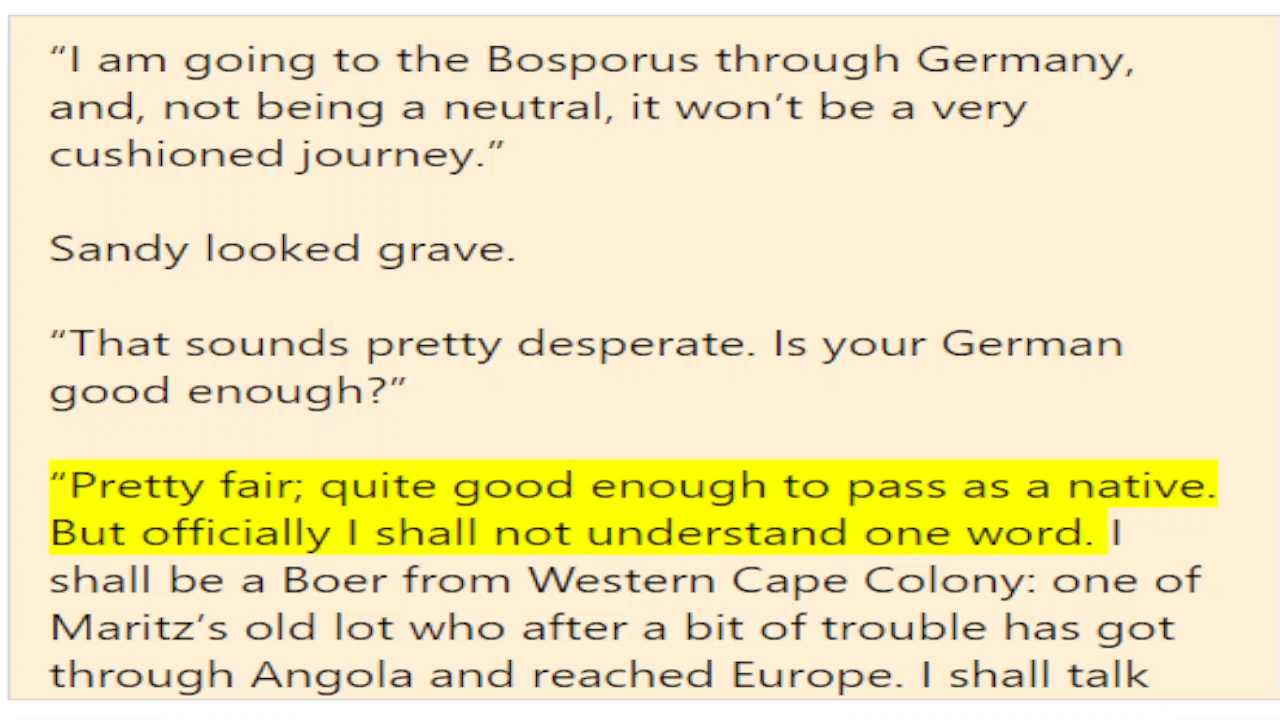 “I am going to the Bosporus through Germany,
and, not being a neutral, it won’t be a very
cushioned journey.”
Sandy looked grave.
“That sounds pretty desperate. Is your German
good enough?”
“Pretty fair; quite good enough to pass as a native.
But officially I shall not understand one word. I
shall be a Boer from Western Cape Colony: one of
Maritz’s old lot who after a bit of trouble has got
through Angola and reached Europe. I shall talk